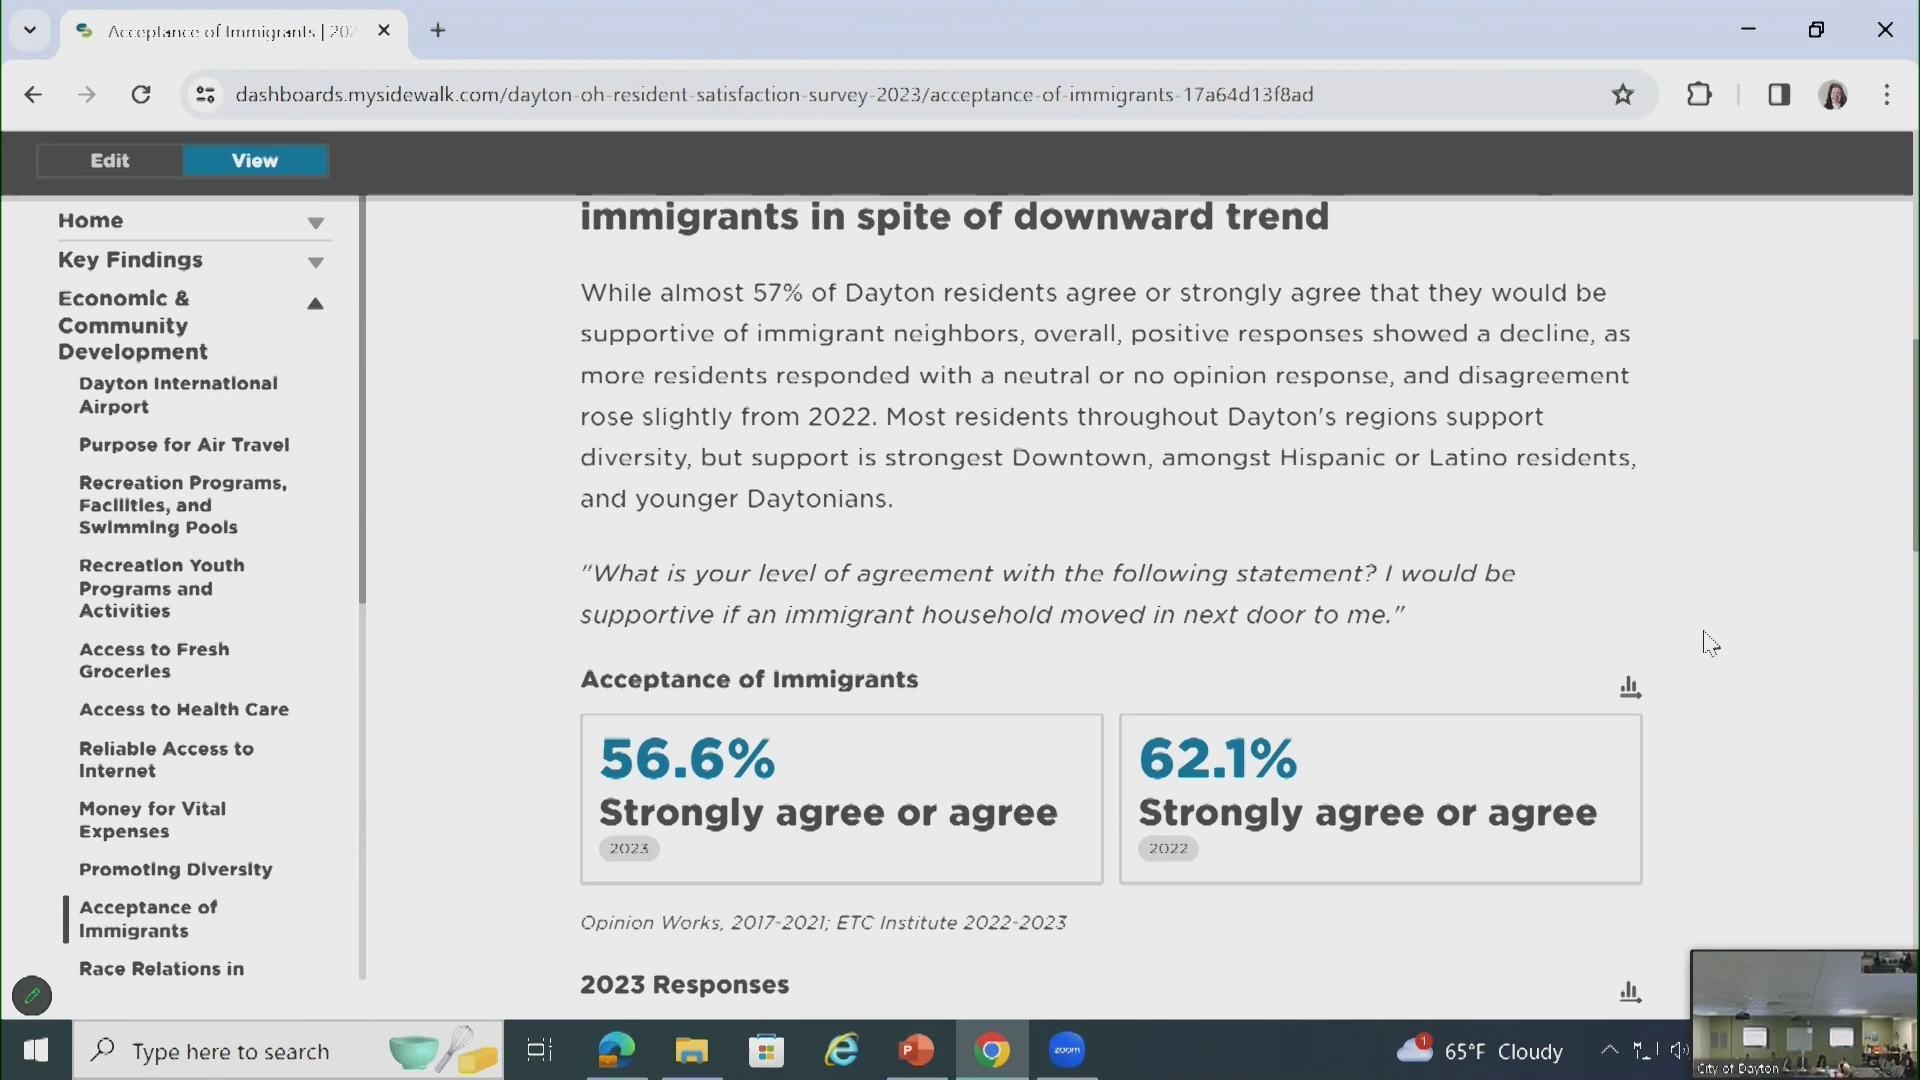 Acceptance of Immigrants | 202
dashboards.mysidewalk.com/dayton-oh-resident-satisfaction-survey-2023/acceptance-of-immigrants-17a64d13f8ad
Edit
View
Home
Key Findings
Economic &
Community
Development
Dayton International
Airport
Purpose for Air Travel
Recreation Programs,
Facilities, and
Swimming Pools
Recreation Youth
Programs and
Activities
Access to Fresh
Groceries
Access to Health Care
Reliable Access to
Internet
Money for Vital
Expenses
Promoting Diversity
Acceptance of
Immigrants
Race Relations in
immigrants in spite of downward trend
While almost 57% of Dayton residents agree or strongly agree that they would be
supportive of immigrant neighbors, overall, positive responses showed a decline, as
more residents responded with a neutral or no opinion response, and disagreement
rose slightly from 2022. Most residents throughout Dayton's regions support
diversity, but support is strongest Downtown, amongst Hispanic or Latino residents,
and younger Daytonians.
"What is your level of agreement with the following statement? I would be
supportive if an immigrant household moved in next door to me."
Acceptance of Immigrants
56.6%
Strongly agree or agree
2023
62.1%
Strongly agree or agree
2022
Opinion Works, 2017-2021; ETC Institute 2022-2023
2023 Responses
Type here to search
P
zoom
1
65°F Cloudy
City of Dayton